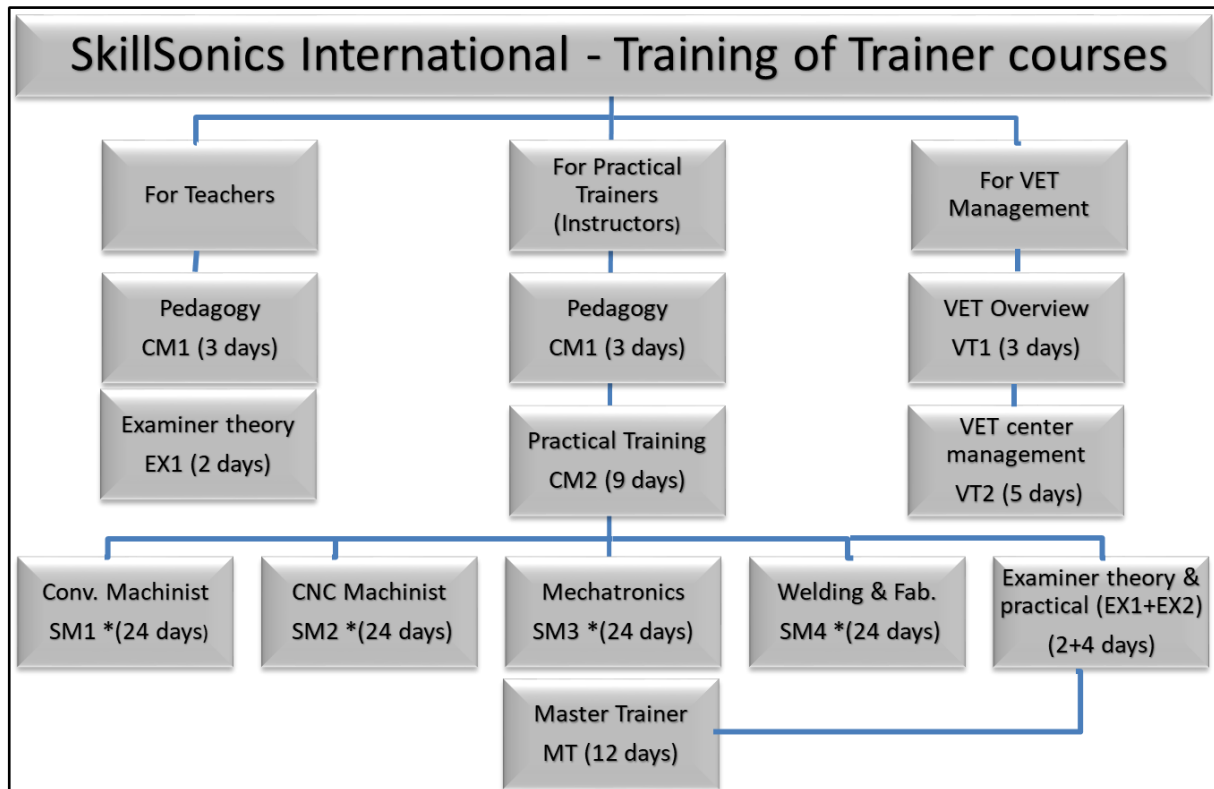 SkillSonics International - Training of Trainer courses
For Teachers
For Practical
Trainers
(Instructors)
For VET
Management
Pedagogy
CM1 (3 days)
Pedagogy
CM1 (3 days)
VET Overview
VT1 (3 days)
Examiner theory
EX1 (2 days)
Practical Training
CM2 (9 days)
VET center
management
VT2 (5 days)
Conv. Machinist
SM1 *(24 days)
CNC Machinist
SM2 *(24 days)
Mechatronics
SM3 *(24 days)
Welding & Fab.
SM4 *(24 days)
Examiner theory &
practical (EX1+EX2)
(2+4 days)
Master Trainer
MT (12 days)